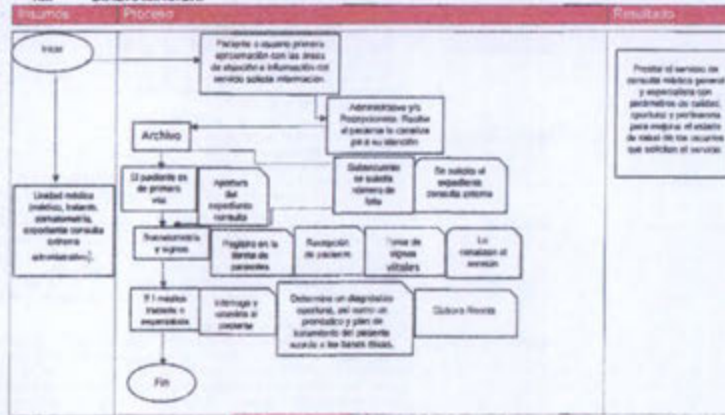 Insumos
Proceso
Resultado
Iniciar
Paciente o usuario primera
aproximación con las áreas
de atención e información del
servicio solicita información
Prestar el servicio de
consulta médica general
y especialista con
parámetros de calidad,
oportuna y pertinente
para mejorar el estado
de salud de los usuarios
que solicitan el servicio
Administrativo y/o
Recepcionista: Recibe
al paciente lo canaliza
para su atención
Archivo
El paciente es
de primera
vez
Apertura
del
expediente
consulta
Subsecuente
se solicita
número de
Se solicita el
expediente
consulta externa
Unidad médica
(médico, tratante,
somatometría,
expediente consulta
externa
administrativo).
Somatometría
y signos
Registro en la
libreta de
pacientes
Recepción
de paciente
Toma de
signos
vitales
Lo
canalizan al
servicio
El médico
tratante o
especialista
Interroga y
al
paciente
Determina un diagnóstico
oportuno, así como un
pronóstico y plan de
tratamiento del paciente
acorde a las bases éticas.
Elabora Receta
Fin